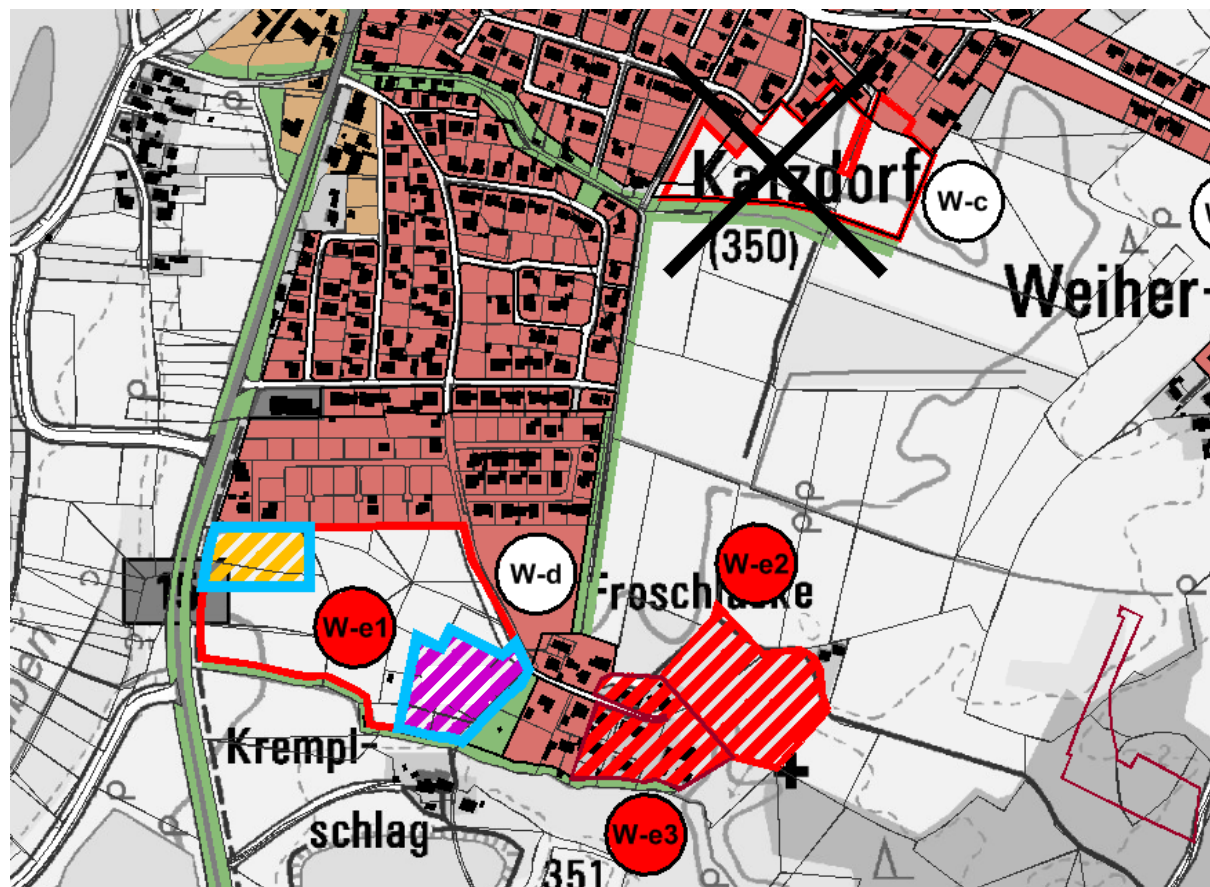 Katzdorf
W-c
(350)
Weiher-
W-e2
W-d
Froschlacke
W-e1
Krempl-
schlag
W-e3
351